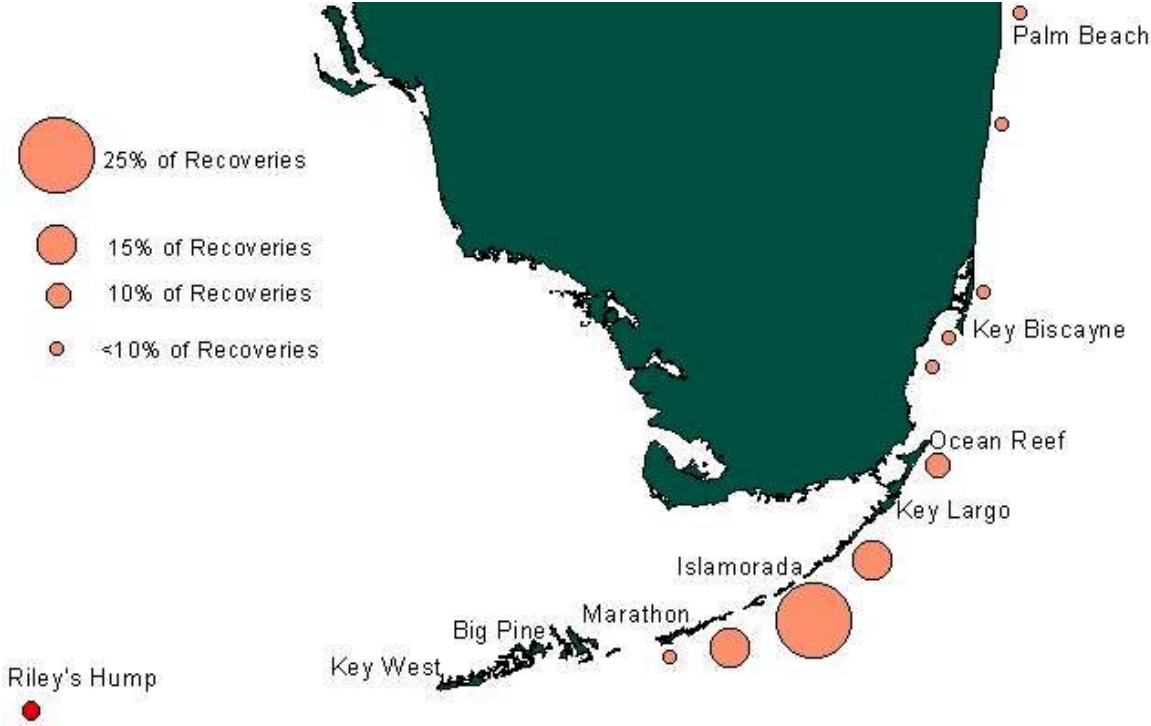 Palm Beach
25% of Recoveries
15% of Recoveries
10% of Recoveries
<10% of Recoveries
Key Biscayne
Ocean Reef
Key Largo
Islamorada
Marathon
Big Pine
Key West
Riley's Hump